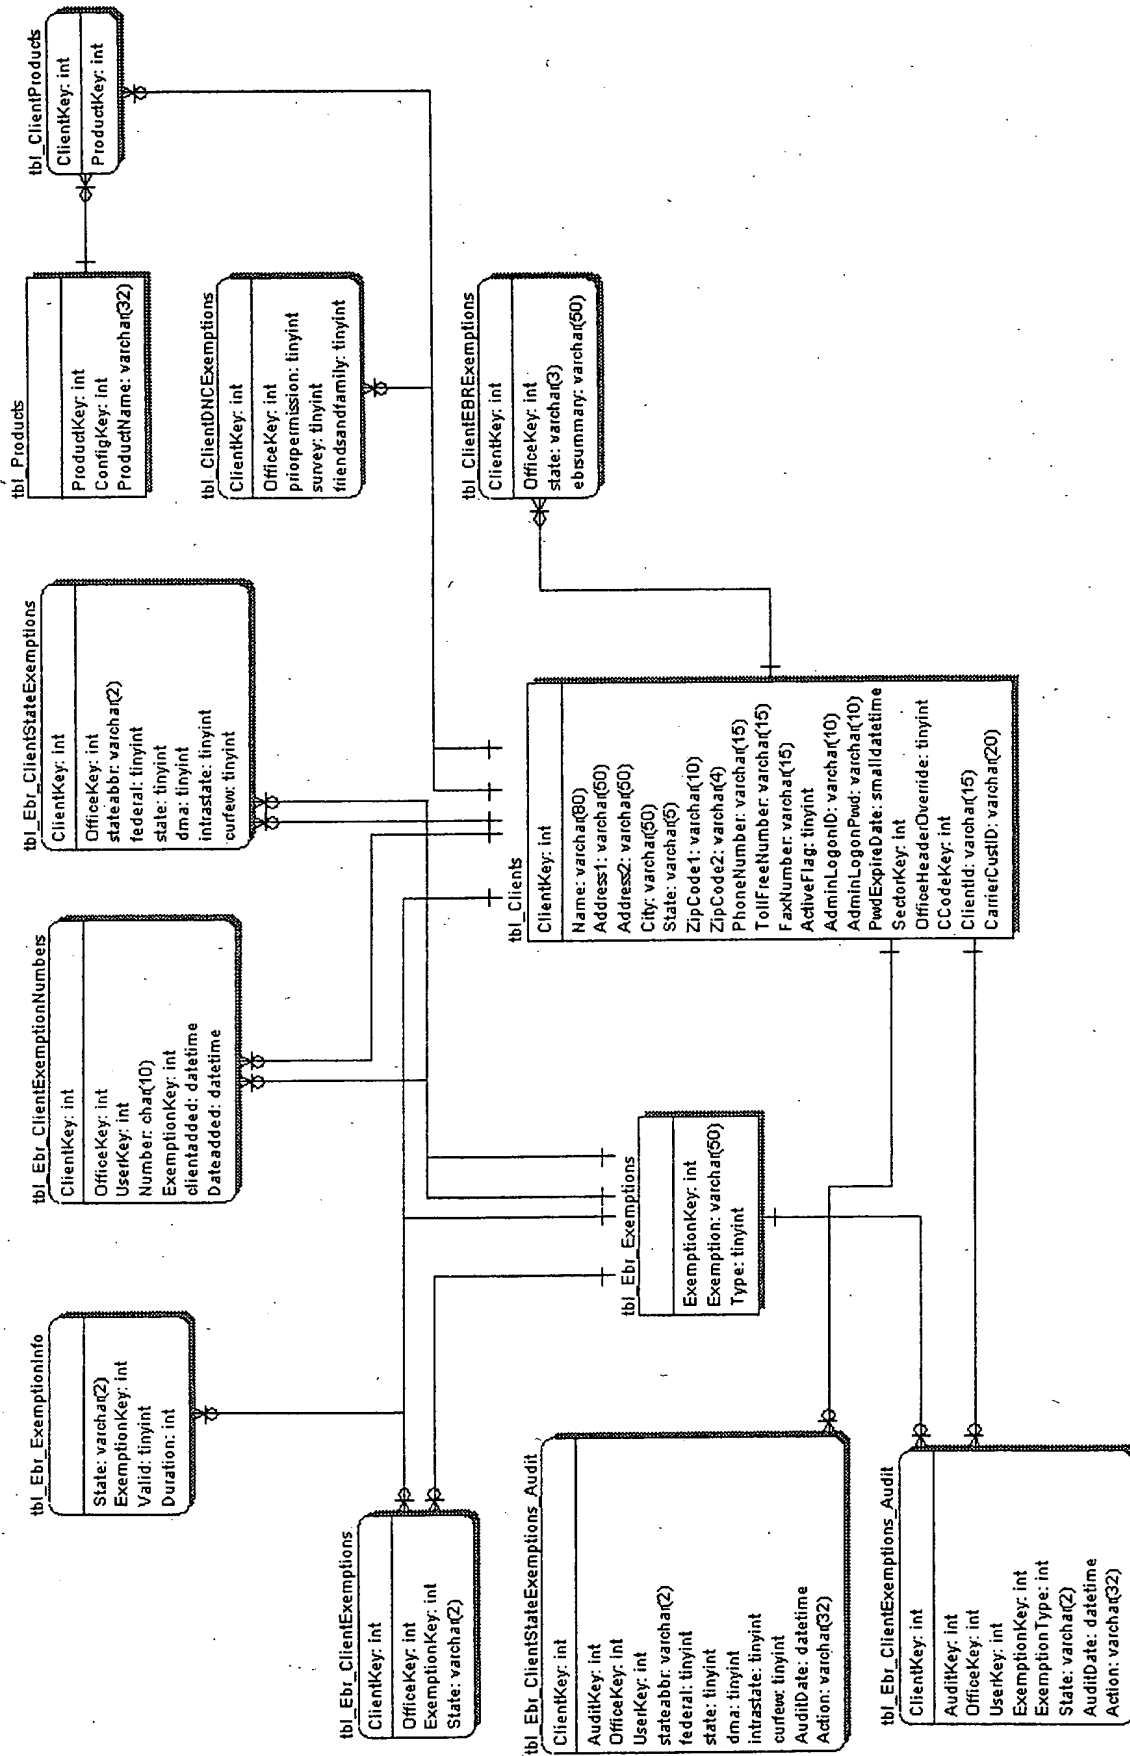 tbl_Ebr_ExemptionInfo
State: varchar(2)
ExemptionKey: int
Valid: tinyint
Duration: int
tbl_Ebr_ClientExemptionNumbers
ClientKey: int
OfficeKey: int
UserKey: int
Number: char(10)
ExemptionKey: int
clientadded: datetime
Dateadded: datetime
tbl_Ebr_ClientStateExemptions
ClientKey: int
OfficeKey: int
stateabbr: varchar(2)
federal: tinyint
state: tinyint
dma: tinyint
intrastate: tinyint
curfew: tinyint
tbl_Products
ProductKey: int
ConfigKey: int
ProductName: varchar(32)
tbl_ClientProducts
ClientKey: int
ProductKey: int
tbl_ClientDNCExemptions
ClientKey: int
OfficeKey: int
priorpermission: tinyint
survey: tinyint
friendsandfamily: tinyint
tbl_Ebr_ClientExemptions
ClientKey: int
OfficeKey: int
ExemptionKey: int
State: varchar(2)
tbl_ClientEBRExemptions
ClientKey: int
OfficeKey: int
state: varchar(3)
ebrsummary: varchar(50)
tbl_Clients
ClientKey: int
Name: varchar(80)
Address1: varchar(50)
Address2: varchar(50)
City: varchar(50)
State: varchar(5)
ZipCode1: varchar(10)
ZipCode2: varchar(4)
PhoneNumber: varchar(15)
TollFreeNumber: varchar(15)
FaxNumber: varchar(15)
ActiveFlag: tinyint
AdminLogonID: varchar(10)
AdminLogonPwd: varchar(10)
PwdExpireDate: smalldatetime
SectorKey: int
OfficeHeaderOverride: tinyint
CCodeKey: int
ClientId: varchar(15)
CarrierCustID: varchar(20)
tbl_Ebr_Exemptions
ExemptionKey: int
Exemption: varchar(50)
Type: tinyint
tbl_Ebr_ClientStateExemptions_Audit
ClientKey: int
AuditKey: int
OfficeKey: int
UserKey: int
stateabbr: varchar(2)
federal: tinyint
state: tinyint
dma: tinyint
intrastate: tinyint
curfew: tinyint
AuditDate: datetime
Action: varchar(32)
tbl_Ebr_ClientExemptions_Audit
ClientKey: int
AuditKey: int
OfficeKey: int
UserKey: int
ExemptionKey: int
ExemptionType: int
State: varchar(2)
AuditDate: datetime
Action: varchar(32)